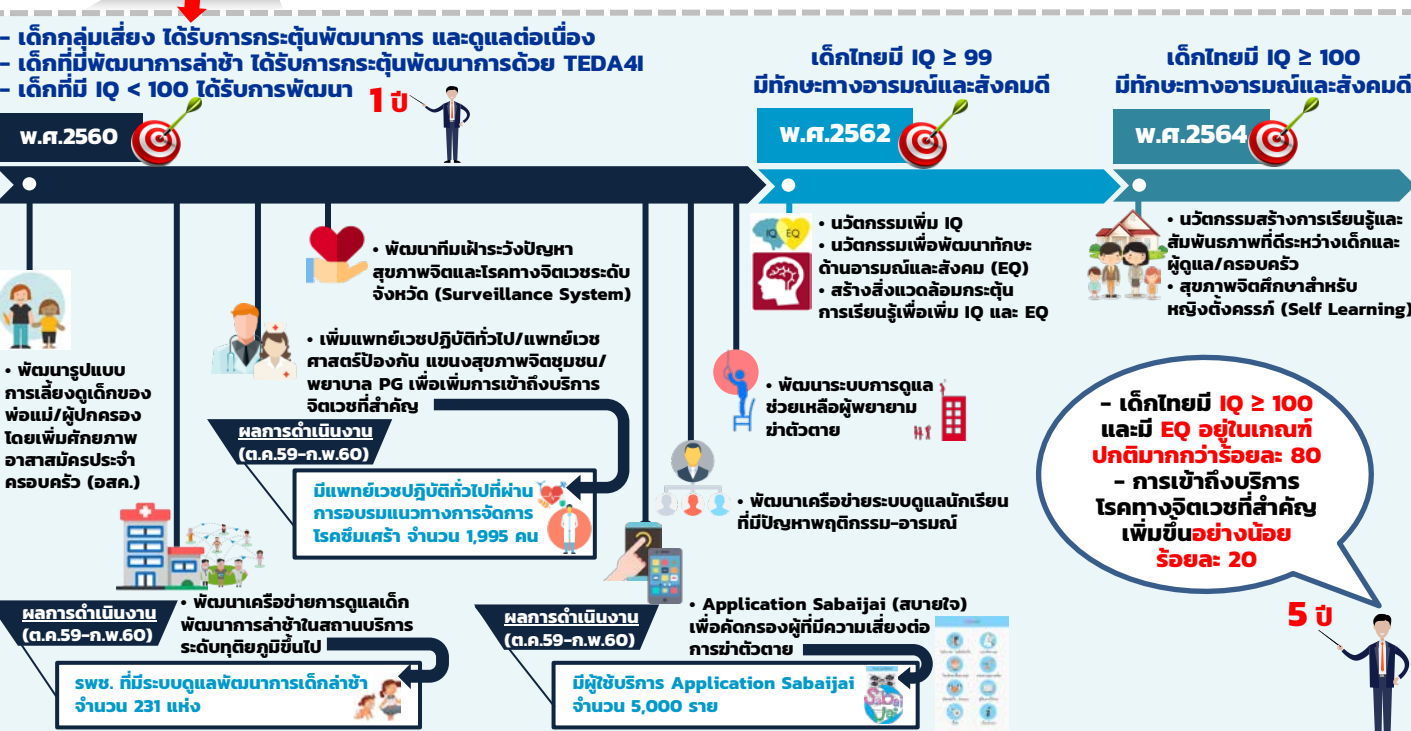 - เด็กกลุ่มเสี่ยง ได้รับการกระตุ้นพัฒนาการ และดูแลต่อเนื่อง
- เด็กที่มีพัฒนาการล่าช้า ได้รับการกระตุ้นพัฒนาการด้วย TEDA4I
- เด็กที่มี IQ < 100 ได้รับการพัฒนา
1 ปี
พ.ศ.2560
เด็กไทยมี IQ ≥ 99
มีทักษะทางอารมณ์และสังคมดี
พ.ศ.2562
เด็กไทยมี IQ ≥ 100
มีทักษะทางอารมณ์และสังคมดี
พ.ศ.2564
• พัฒนารูปแบบ
การเลี้ยงดูเด็กของ
พ่อแม่/ผู้ปกครอง
โดยเพิ่มศักยภาพ
อาสาสมัครประจำ
ครอบครัว (อสค.)
• พัฒนาทีมเฝ้าระวังปัญหา
สุขภาพจิตและโรคทางจิตเวชระดับ
จังหวัด (Surveillance System)
• เพิ่มแพทย์เวชปฏิบัติทั่วไป/แพทย์เวช
ศาสตร์ป้องกัน แขนงสุขภาพจิตชุมชน/
พยาบาล PG เพื่อเพิ่มการเข้าถึงบริการ
จิตเวชที่สำคัญ
ผลการดำเนินงาน
(ต.ค.59-ก.พ.60)
มีแพทย์เวชปฏิบัติทั่วไปที่ผ่าน
การอบรมแนวทางการจัดการ
โรคซึมเศร้า จำนวน 1,995 คน
• พัฒนาเครือข่ายการดูแลเด็ก
พัฒนาการล่าช้าในสถานบริการ
ระดับทุติยภูมิขึ้นไป
ผลการดำเนินงาน
(ต.ค.59-ก.พ.60)
รพช. ที่มีระบบดูแลพัฒนาการเด็กล่าช้า
จำนวน 231 แห่ง
IQ EQ
• นวัตกรรมเพิ่ม IQ
• นวัตกรรมเพื่อพัฒนาทักษะ
ด้านอารมณ์และสังคม (EQ)
• สร้างสิ่งแวดล้อมกระตุ้น
การเรียนรู้เพื่อเพิ่ม IQ และ EQ
• พัฒนาระบบการดูแล
ช่วยเหลือผู้พยายาม
ฆ่าตัวตาย
• พัฒนาเครือข่ายระบบดูแลนักเรียน
ที่มีปัญหาพฤติกรรม-อารมณ์
• Application Sabaijai (สบายใจ)
เพื่อคัดกรองผู้ที่มีความเสี่ยงต่อ
การฆ่าตัวตาย
ผลการดำเนินงาน
(ต.ค.59-ก.พ.60)
มีผู้ใช้บริการ Application Sabaijai
จำนวน 5,000 ราย
Sabai
Jai
• นวัตกรรมสร้างการเรียนรู้และ
สัมพันธภาพที่ดีระหว่างเด็กและ
ผู้ดูแล/ครอบครัว
• สุขภาพจิตศึกษาสำหรับ
หญิงตั้งครรภ์ (Self Learning)
- เด็กไทยมี IQ ≥ 100
และมี EQ อยู่ในเกณฑ์
ปกติมากกว่าร้อยละ 80
- การเข้าถึงบริการ
โรคทางจิตเวชที่สำคัญ
เพิ่มขึ้นอย่างน้อย
ร้อยละ 20
5 ปี